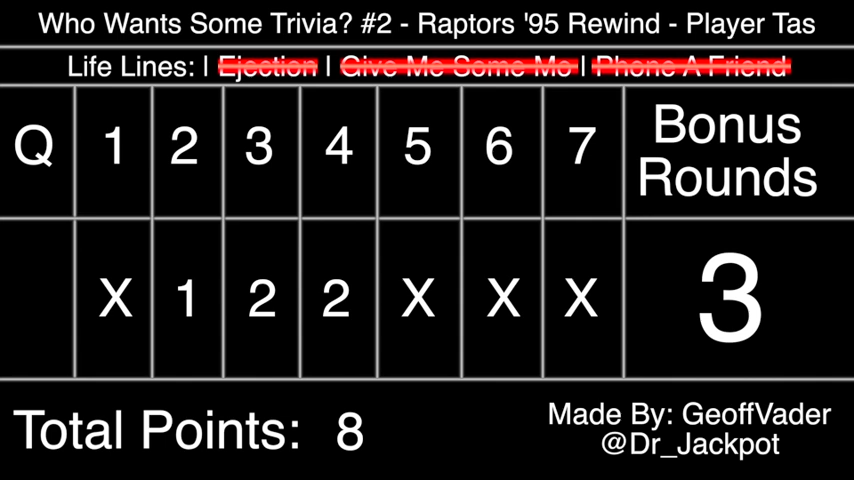 Who Wants Some Trivia? #2 - Raptors '95 Rewind - Player Tas
Life Lines: | Ejection | Give Me Some Mo | Phone A Friend
Q 1 2 3 4 5 6 7 Bonus Rounds
X 1 2 2 X X X 3
Total Points: 8
Made By: GeoffVader
@Dr_Jackpot